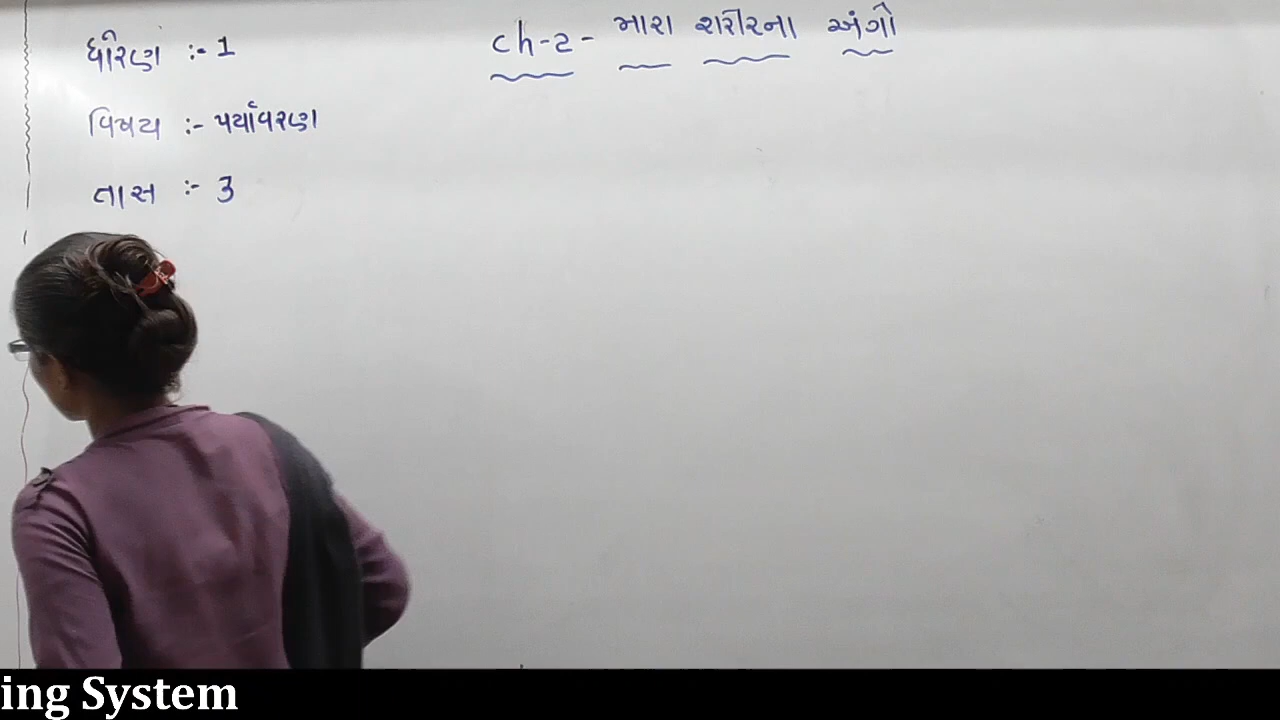 ધોરણ :- 1
ch-2- મારા શરીરના અંગો
વિષય :- પર્યાવરણ
તાસ :- 3
ing System